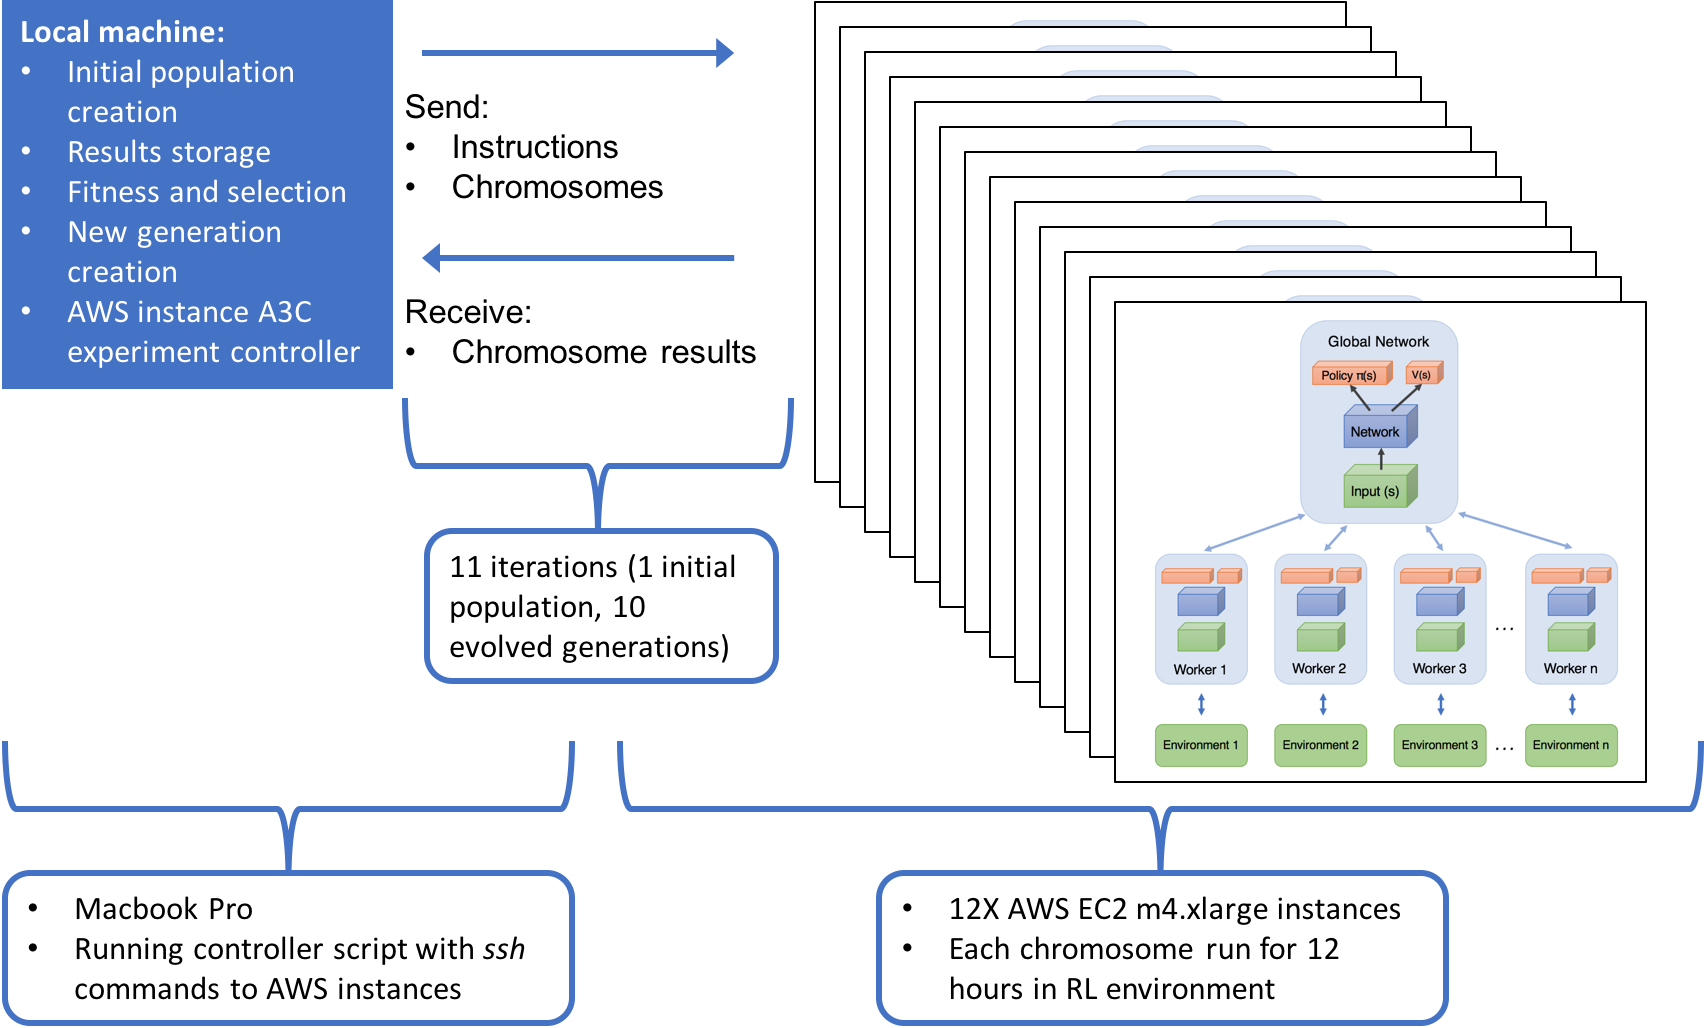 Local machine:
• Initial population
creation
• Results storage
• Fitness and selection
• New generation
creation
• AWS instance A3C
experiment controller
Send:
• Instructions
• Chromosomes
Receive:
• Chromosome results
11 iterations (1 initial
population, 10
evolved generations)
Global Network
Policy π(s) V(s)
Network
Input (s)
Worker 1 Worker 2 Worker 3 ... Worker n
Environment 1 Environment 2 Environment 3 ... Environment n
• Macbook Pro
• Running controller script with ssh
commands to AWS instances
• 12X AWS EC2 m4.xlarge instances
• Each chromosome run for 12
hours in RL environment